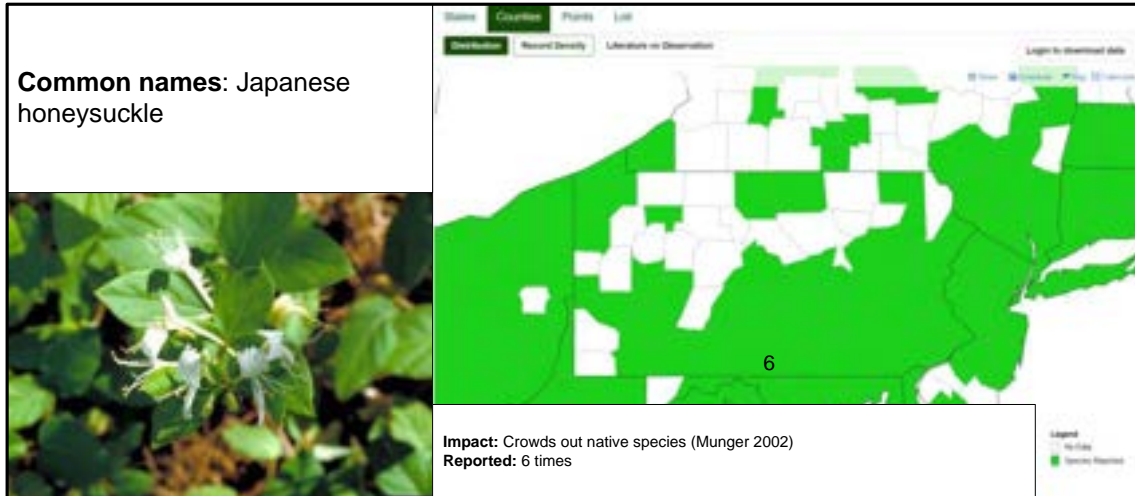 Common names: Japanese
honeysuckle
States Counties Points List
Distribution Record Density Literature vs Observation
Login to download data
6
Impact: Crowds out native species (Munger 2002)
Reported: 6 times
Legend
No Data
Species Reported